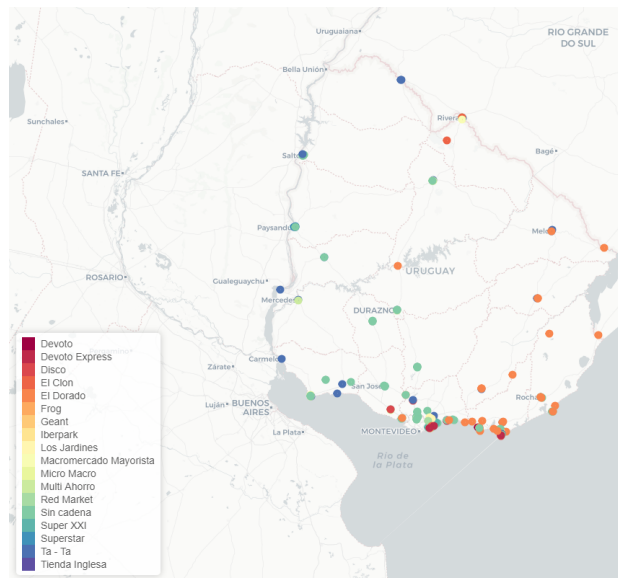 Uruguaiana
RIO GRANDE
DO SUL
Bella Unión
Sunchales
Rivera
Bagé
Salto
SANTA FE
Paysandú
Melo
ROSARIO
Gualeguaychu
URUGUAY
Mercedes
DURAZNO
Carmelo
Zárate
San José
Rocha
Luján
BUENOS
AIRES
La Plata
MONTEVIDEO
Río de
la Plata
Devoto
Devoto Express
Disco
El Clon
El Dorado
Frog
Geant
Iberpark
Los Jardines
Macromercado Mayorista
Micro Macro
Multi Ahorro
Red Market
Sin cadena
Super XXI
Superstar
Ta - Ta
Tienda Inglesa